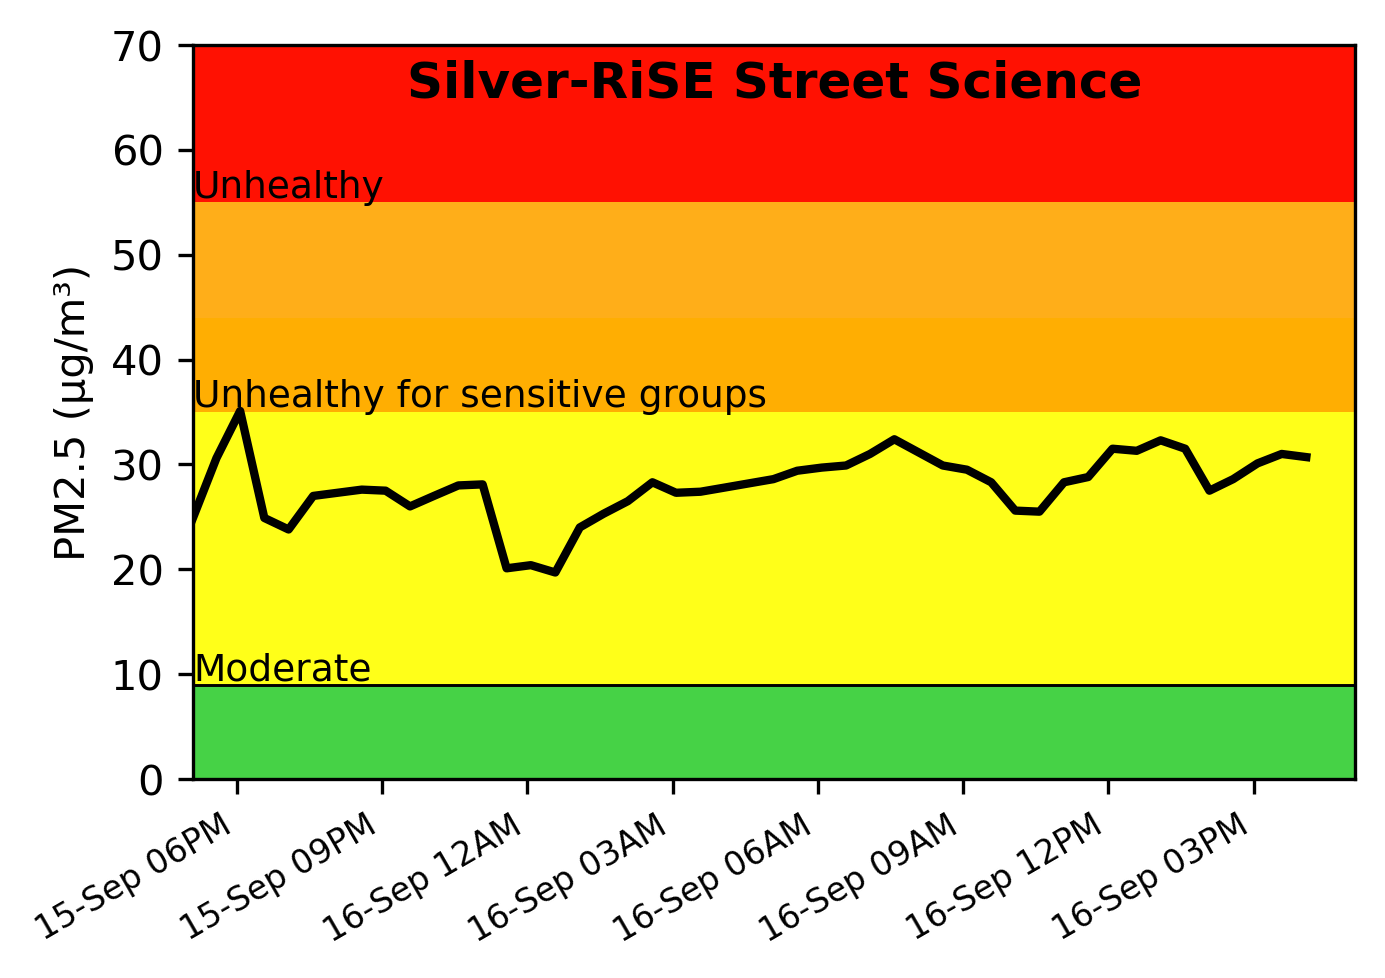 Silver-RiSE Street Science
70
60
50
40
30
20
10
0
PM2.5 (µg/m³)
Unhealthy
Unhealthy for sensitive groups
Moderate
15-Sep 06PM
15-Sep 09PM
16-Sep 12AM
16-Sep 03AM
16-Sep 06AM
16-Sep 09AM
16-Sep 12PM
16-Sep 03PM